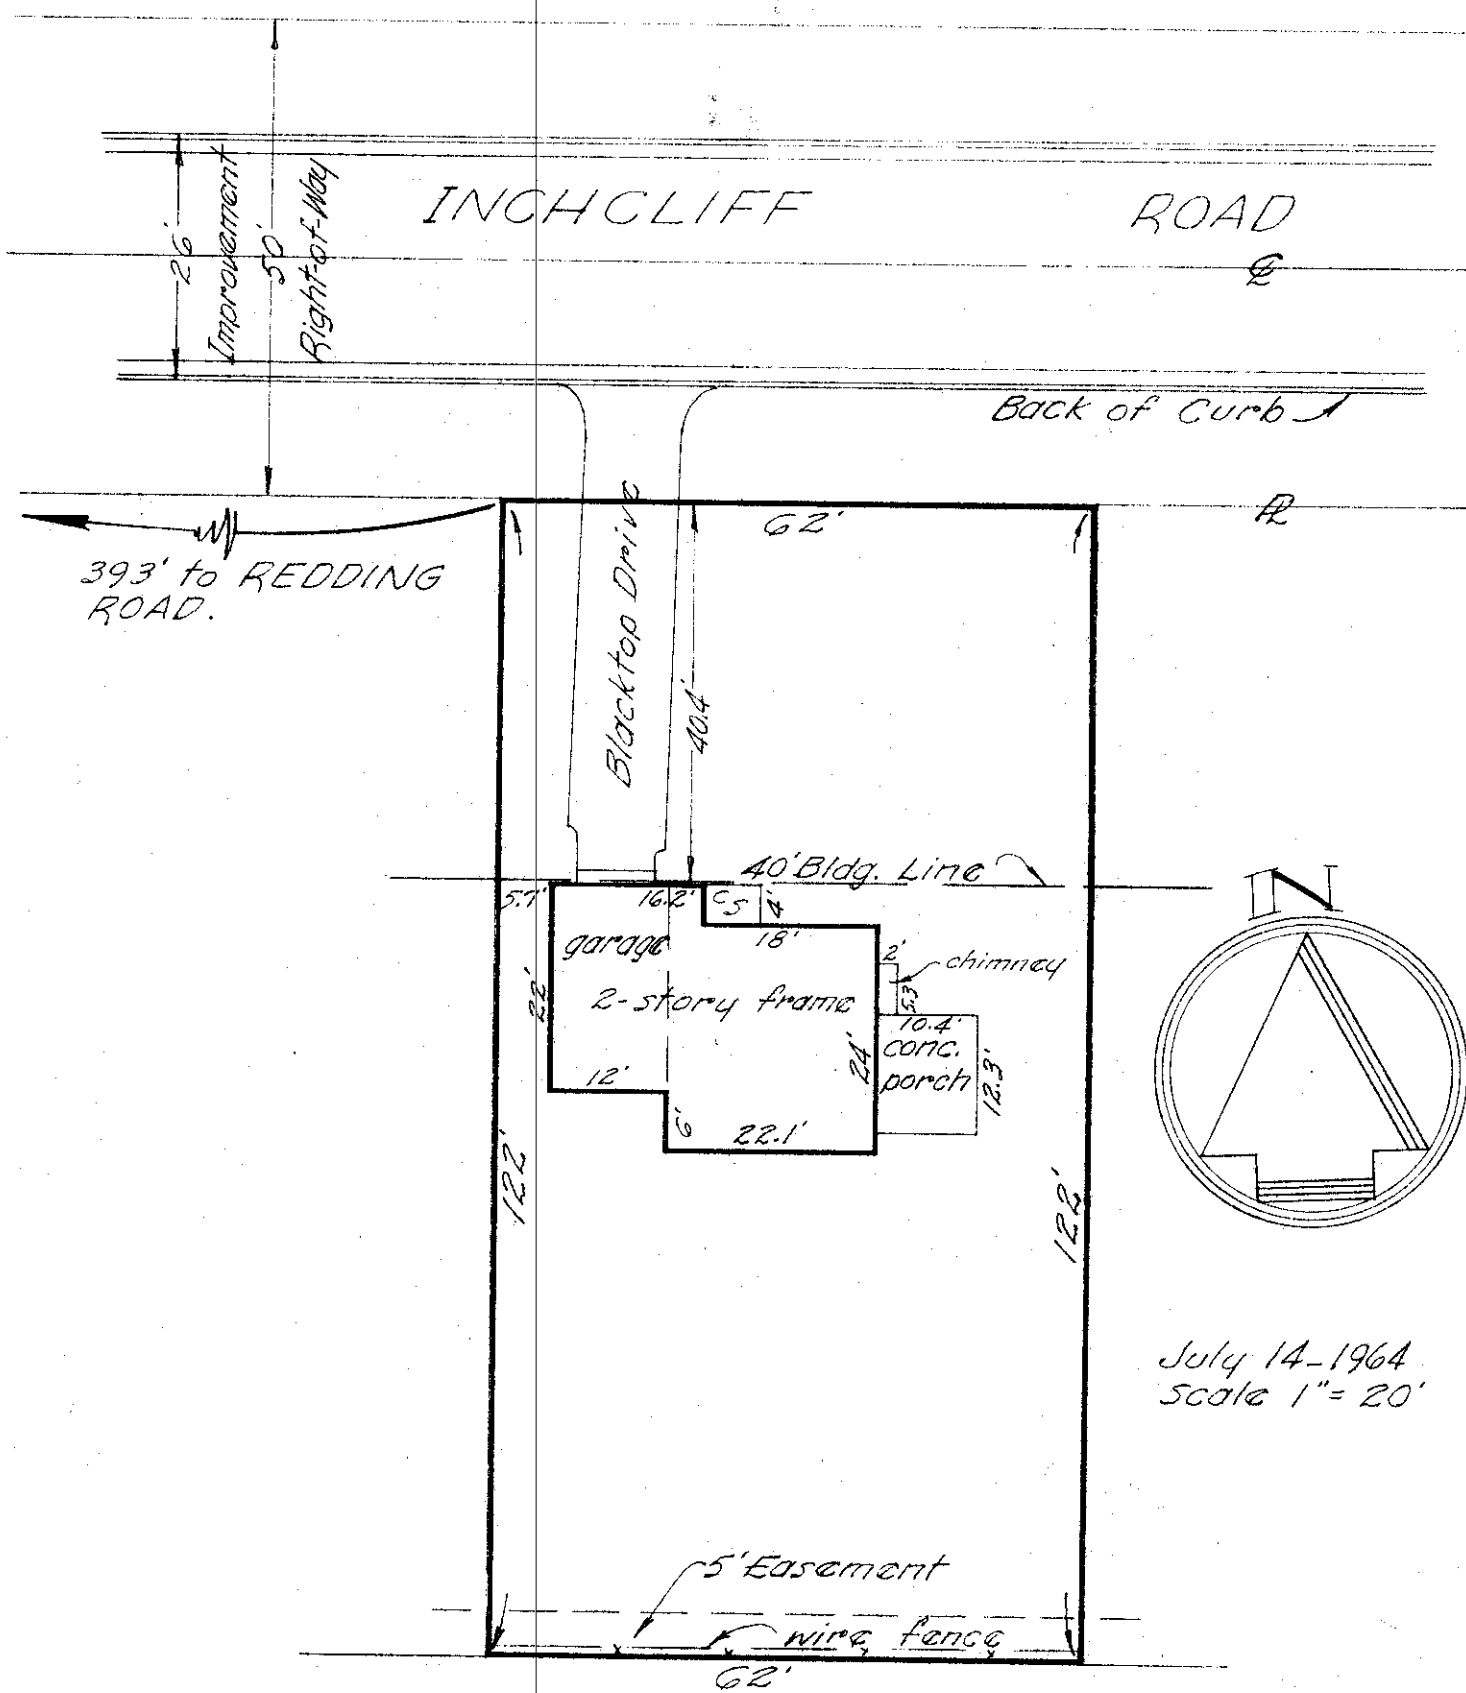 26'
Improvement
50'
Right-of-Way
INCHCLIFF ROAD
℄
Back of Curb
PL
62'
393' to REDDING
ROAD.
Blacktop Drive
40.4'
40' Bldg. Line
5.7'
16.2'
CS
4'
18'
garage
2'
chimney
5.3'
22'
2-story frame
10.4'
conc.
porch
24'
12.3'
12'
6'
22.1'
122'
122'
N
July 14-1964
Scale 1"= 20'
5' Easement
wire fence
62'